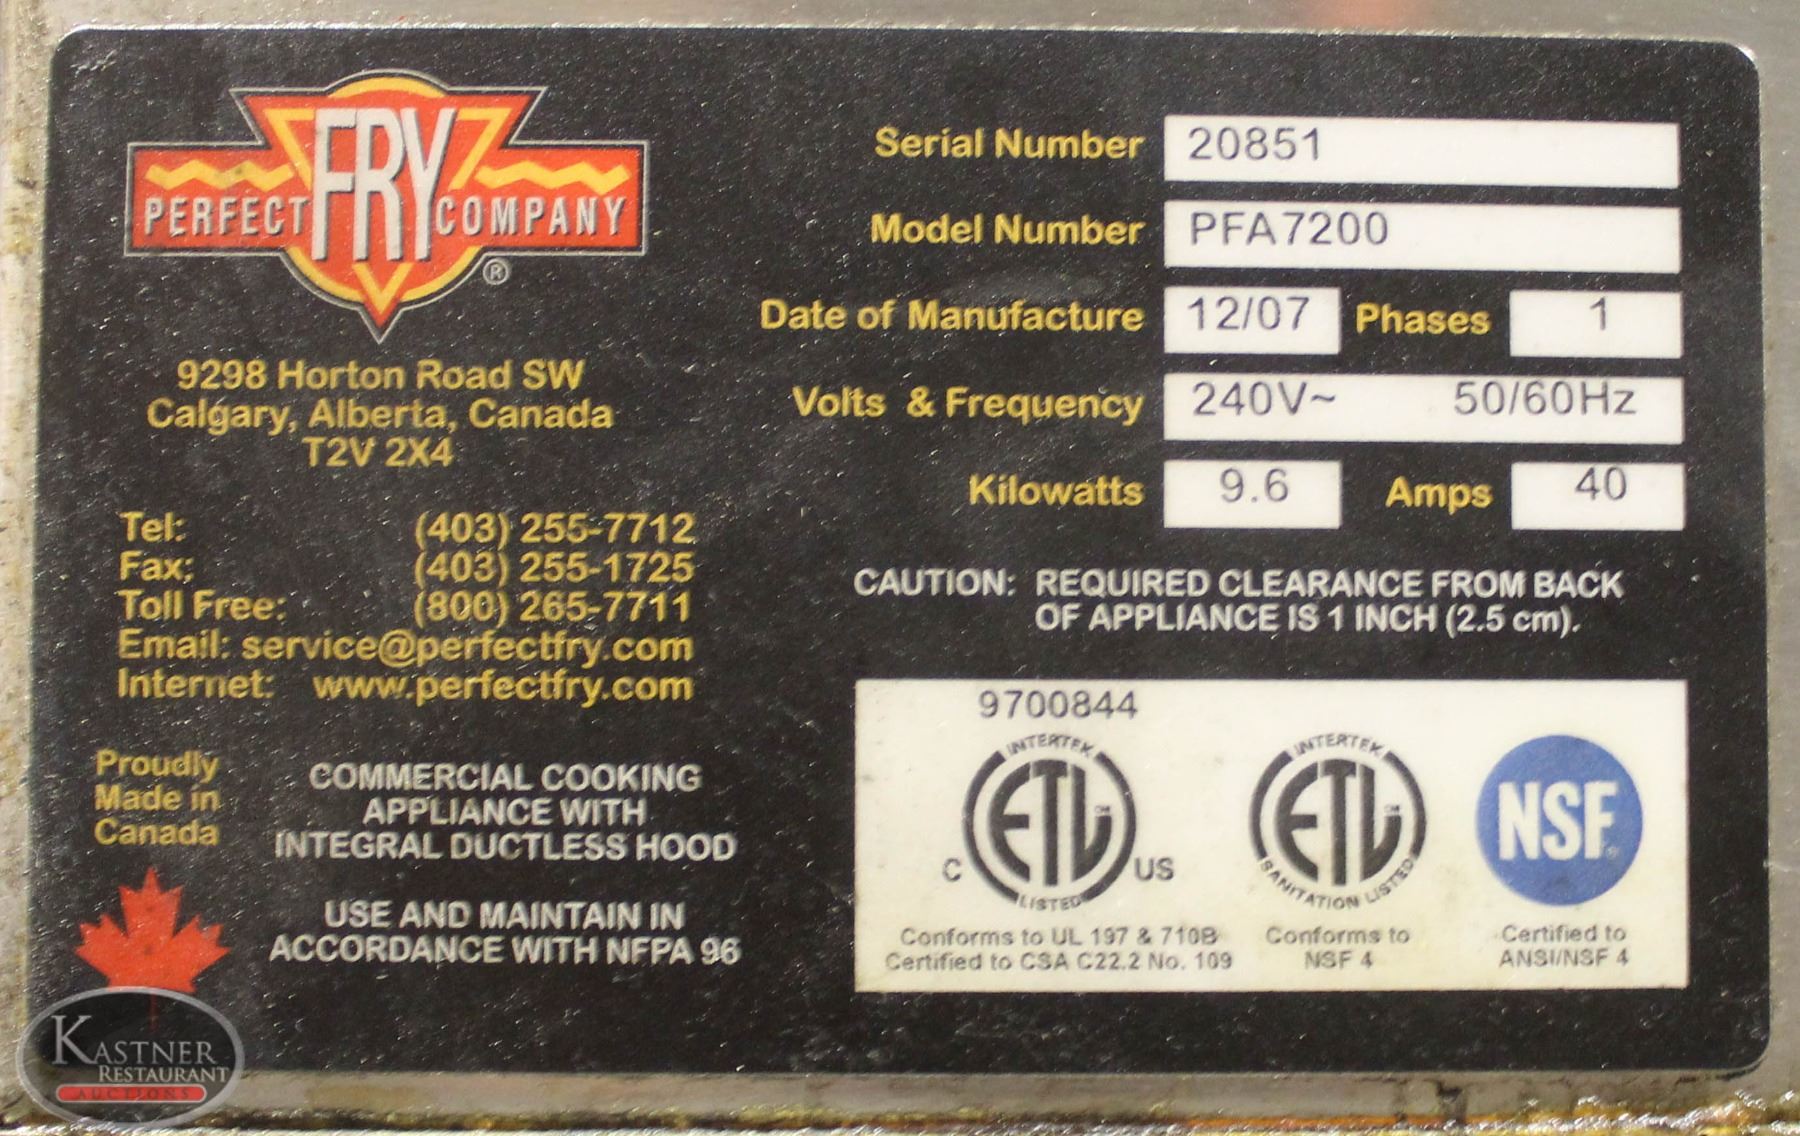 PERFECT FRY COMPANY
®
9298 Horton Road SW
Calgary, Alberta, Canada
T2V 2X4
Tel: (403) 255-7712
Fax: (403) 255-1725
Toll Free: (800) 265-7711
Email: service@perfectfry.com
Internet: www.perfectfry.com
Proudly
Made in
Canada
COMMERCIAL COOKING
APPLIANCE WITH
INTEGRAL DUCTLESS HOOD
USE AND MAINTAIN IN
ACCORDANCE WITH NFPA 96
Serial Number 20851
Model Number PFA7200
Date of Manufacture 12/07 Phases 1
Volts & Frequency 240V~ 50/60Hz
Kilowatts 9.6 Amps 40
CAUTION: REQUIRED CLEARANCE FROM BACK
OF APPLIANCE IS 1 INCH (2.5 cm).
9700844
INTERTEK
ETL
C US
LISTED
Conforms to UL 197 & 710B
Certified to CSA C22.2 No. 109
INTERTEK
ETL
SANITATION LISTED
Conforms to
NSF 4
NSF
Certified to
ANSI/NSF 4
KASTNER
RESTAURANT
AUCTIONS